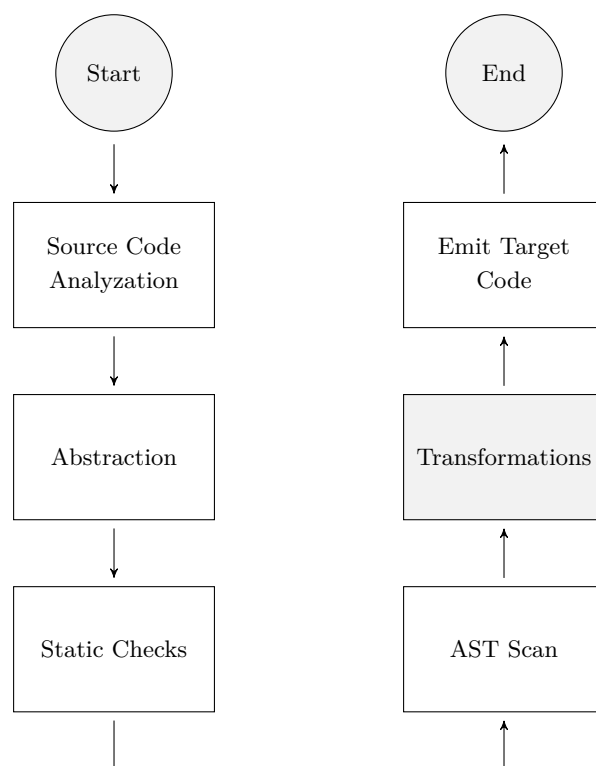 Start
Source Code
Analyzation
Abstraction
Static Checks
End
Emit Target
Code
Transformations
AST Scan